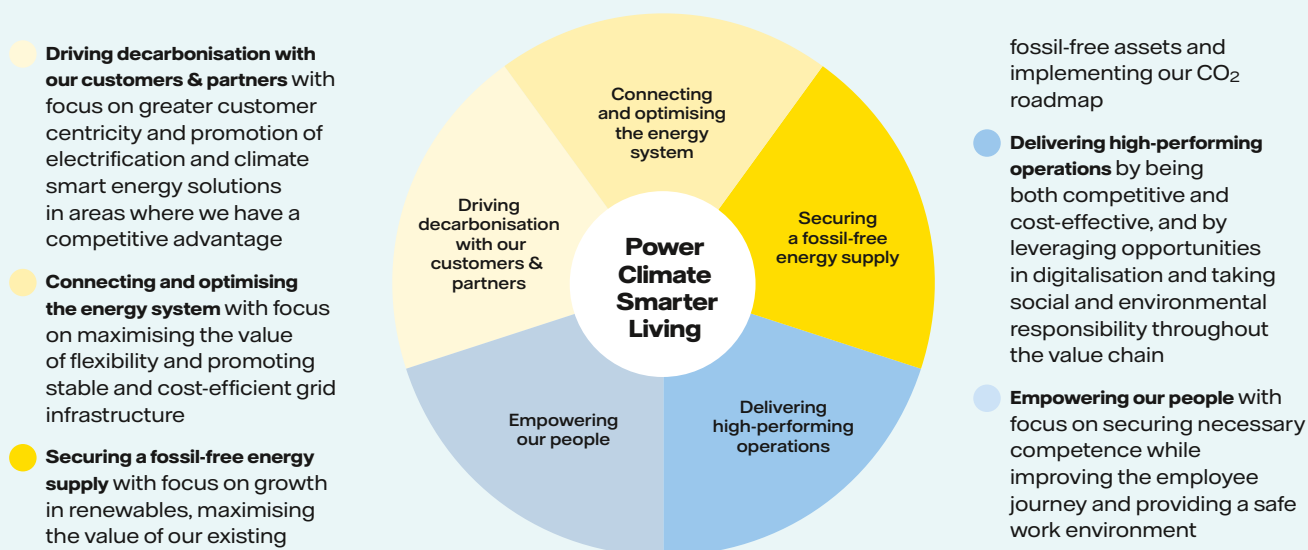 Driving decarbonisation with
our customers & partners with
focus on greater customer
centricity and promotion of
electrification and climate
smart energy solutions
in areas where we have a
competitive advantage
Connecting and optimising
the energy system with focus
on maximising the value
of flexibility and promoting
stable and cost-efficient grid
infrastructure
Securing a fossil-free energy
supply with focus on growth
in renewables, maximising
the value of our existing
Connecting
and optimising
the energy
system
Driving
decarbonisation
with our
customers &
partners
Securing
a fossil-free
energy supply
Power
Climate
Smarter
Living
Empowering
our people
Delivering
high-performing
operations
fossil-free assets and
implementing our CO₂
roadmap
Delivering high-performing
operations by being
both competitive and
cost-effective, and by
leveraging opportunities
in digitalisation and taking
social and environmental
responsibility throughout
the value chain
Empowering our people with
focus on securing necessary
competence while
improving the employee
journey and providing a safe
work environment